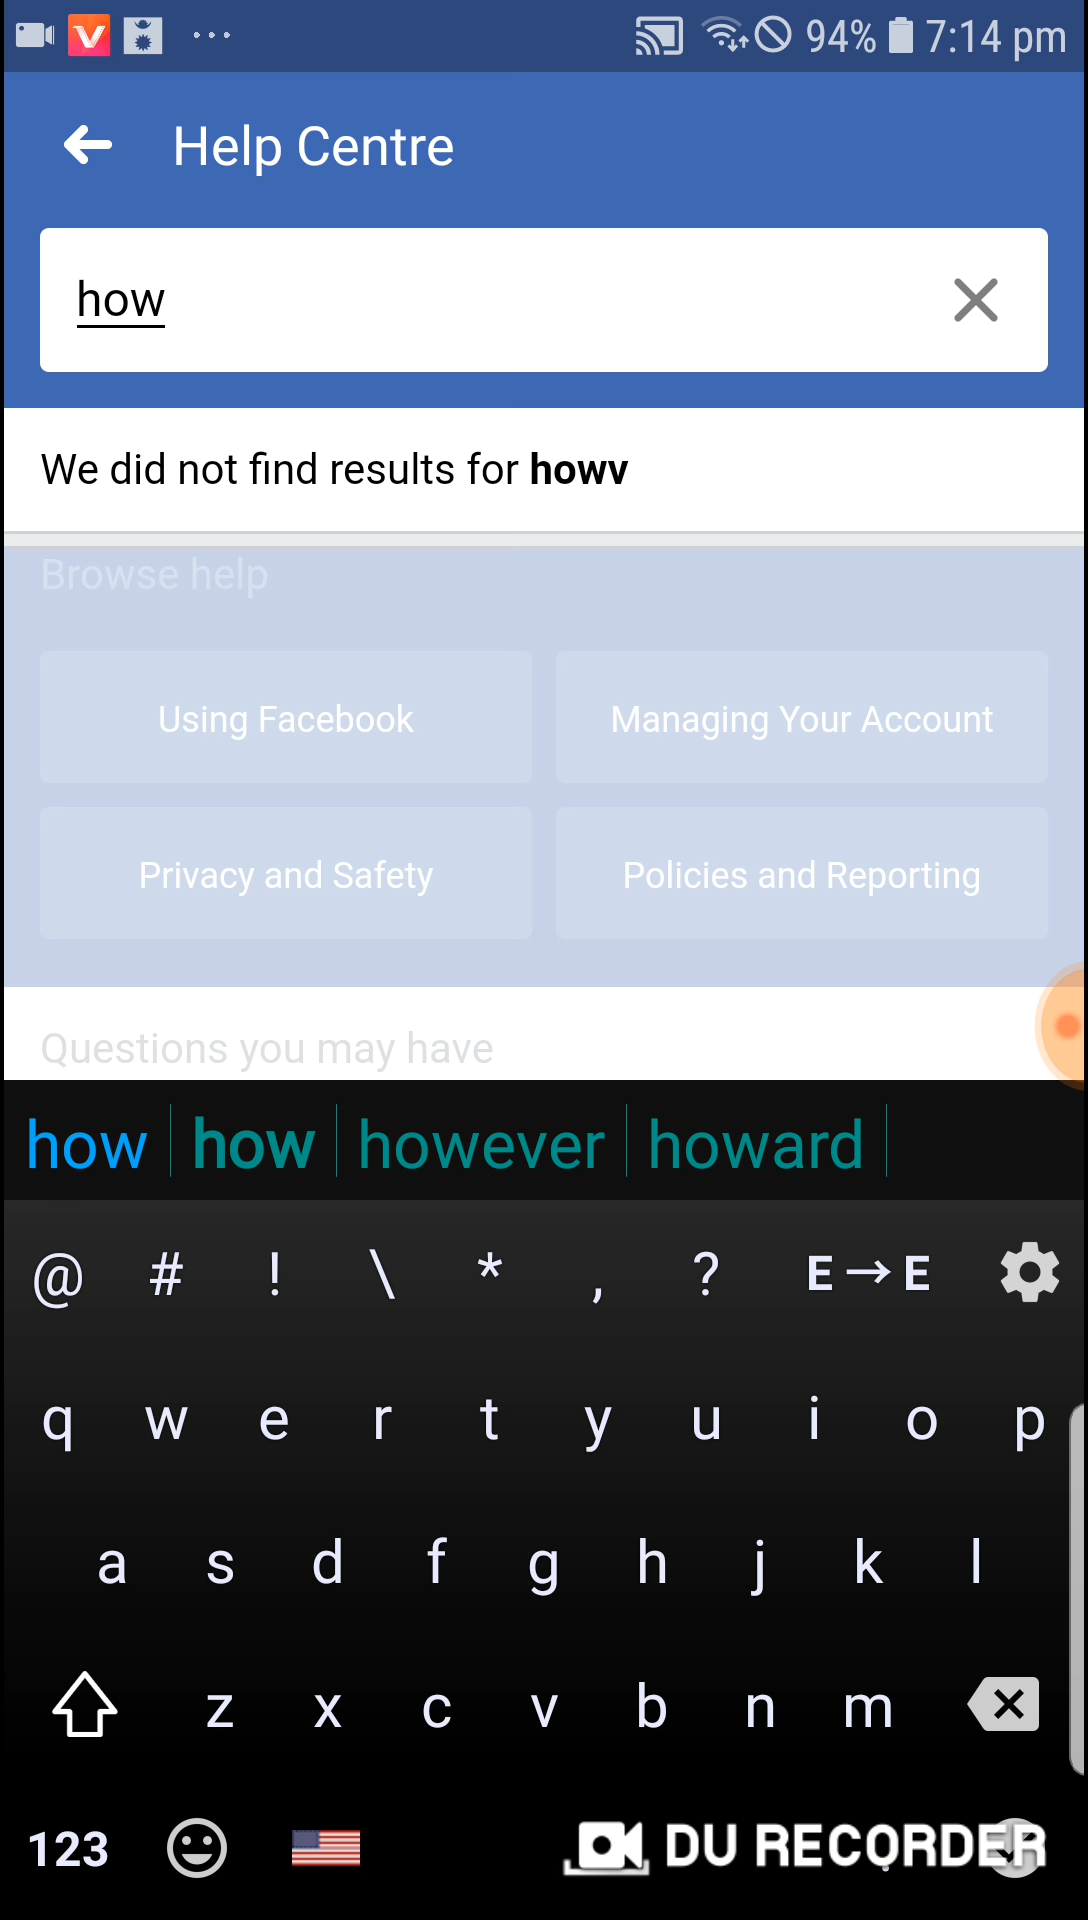 94% 7:14 pm
Help Centre
how
We did not find results for howv
Browse help
Using Facebook Managing Your Account
Privacy and Safety Policies and Reporting
Questions you may have
how how however howard
@ # ! \ * , ? E→E
q w e r t y u i o p
a s d f g h j k l
z x c v b n m
123 DU RECORDER